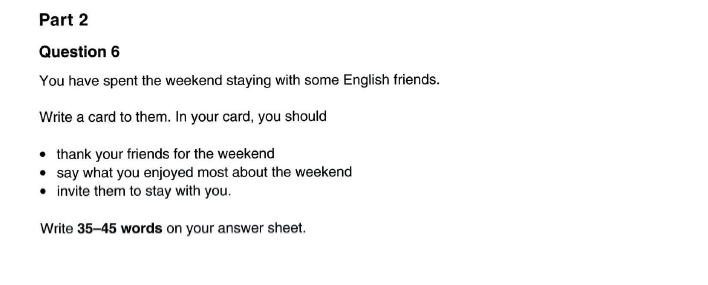 Part 2
Question 6
You have spent the weekend staying with some English friends.
Write a card to them. In your card, you should
• thank your friends for the weekend
• say what you enjoyed most about the weekend
• invite them to stay with you.
Write 35–45 words on your answer sheet.